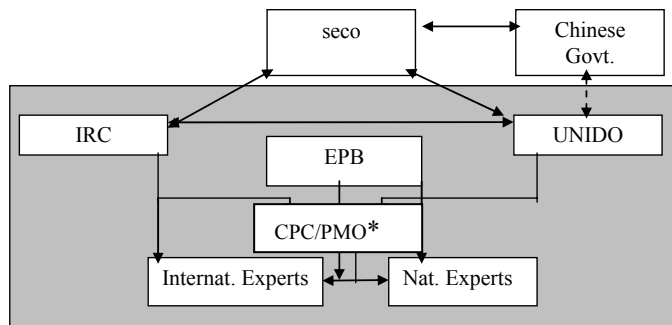 seco
Chinese
Govt.
IRC
UNIDO
EPB
CPC/PMO*
Internat. Experts
Nat. Experts